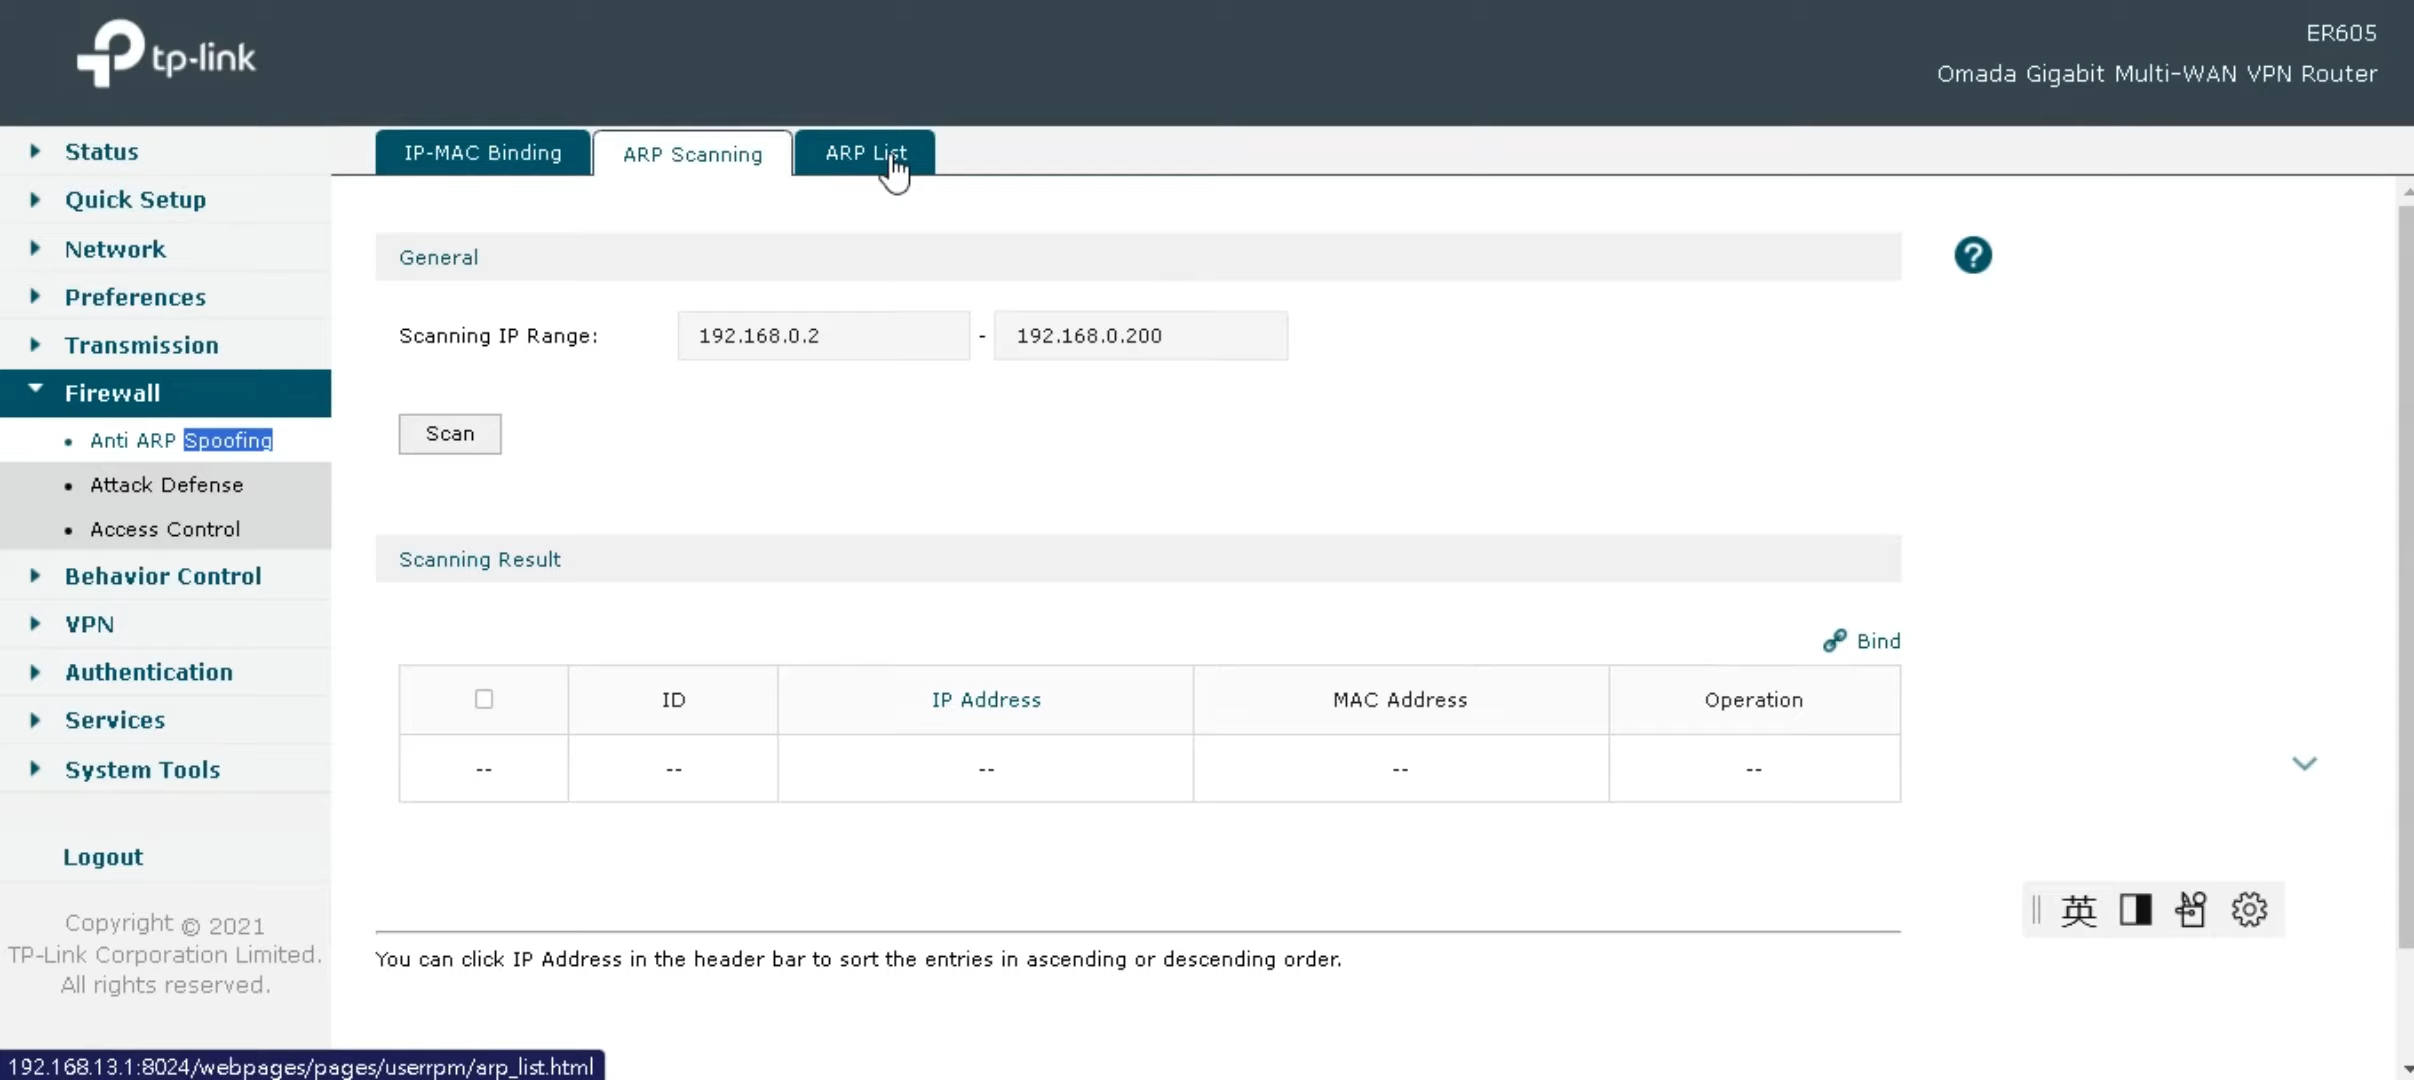 tp-link
ER605
Omada Gigabit Multi-WAN VPN Router
Status
Quick Setup
Network
Preferences
Transmission
Firewall
Anti ARP Spoofing
Attack Defense
Access Control
Behavior Control
VPN
Authentication
Services
System Tools
Logout
Copyright © 2021
TP-Link Corporation Limited.
All rights reserved.
IP-MAC Binding
ARP Scanning
ARP List
General
?
Scanning IP Range: 192.168.0.2 - 192.168.0.200
Scan
Scanning Result
Bind
ID IP Address MAC Address Operation
-- -- -- -- --
You can click IP Address in the header bar to sort the entries in ascending or descending order.
英
192.168.13.1:8024/webpages/pages/userrpm/arp_list.html